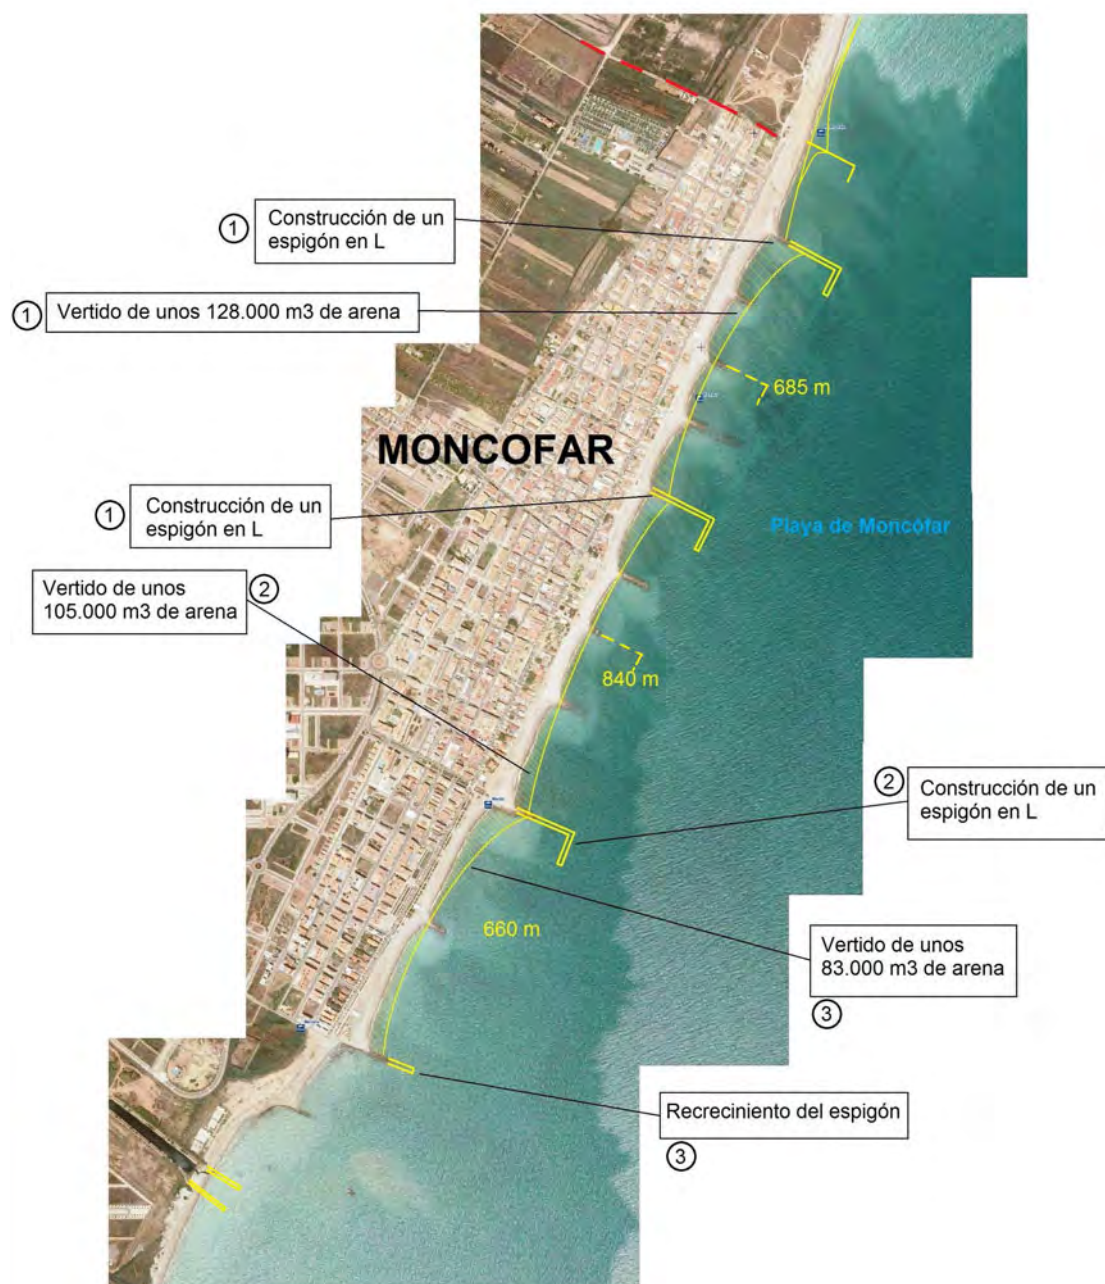 ①
Construcción de un
espigón en L
①
Vertido de unos 128.000 m3 de arena
685 m
MONCOFAR
①
Construcción de un
espigón en L
Playa de Moncófar
Vertido de unos
105.000 m3 de arena
②
840 m
②
Construcción de un
espigón en L
660 m
Vertido de unos
83.000 m3 de arena
③
Recrecimiento del espigón
③